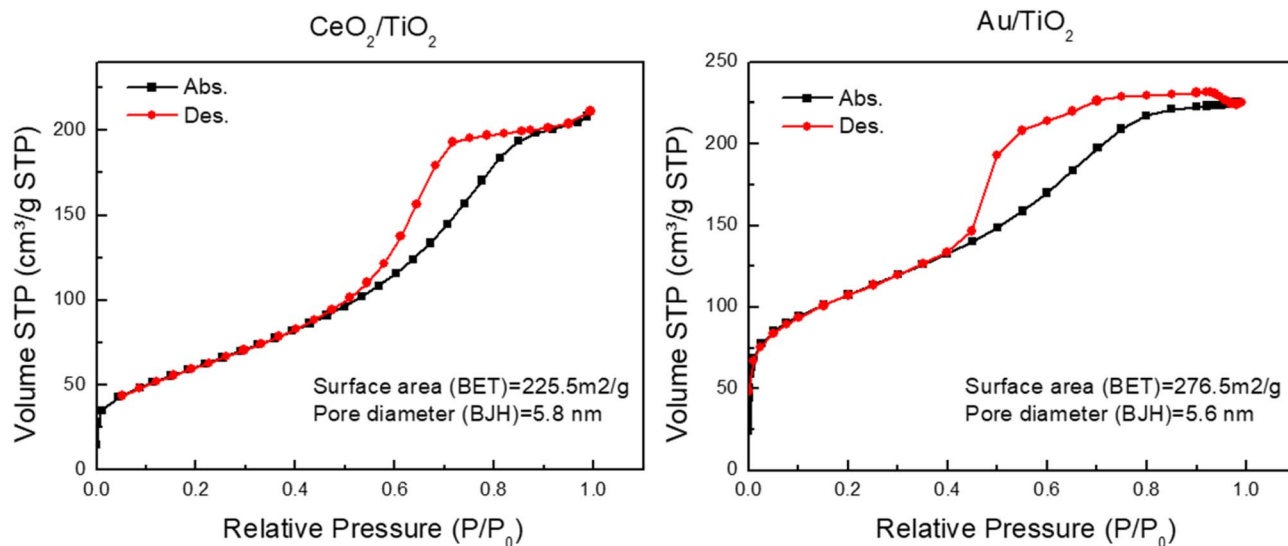 CeO₂/TiO₂
Abs.
Des.
Volume STP (cm³/g STP)
200
150
100
50
0
Surface area (BET)=225.5m2/g
Pore diameter (BJH)=5.8 nm
0.0 0.2 0.4 0.6 0.8 1.0
Relative Pressure (P/P₀)
Au/TiO₂
Abs.
Des.
Volume STP (cm³/g STP)
250
200
150
100
50
0
Surface area (BET)=276.5m2/g
Pore diameter (BJH)=5.6 nm
0.0 0.2 0.4 0.6 0.8 1.0
Relative Pressure (P/P₀)